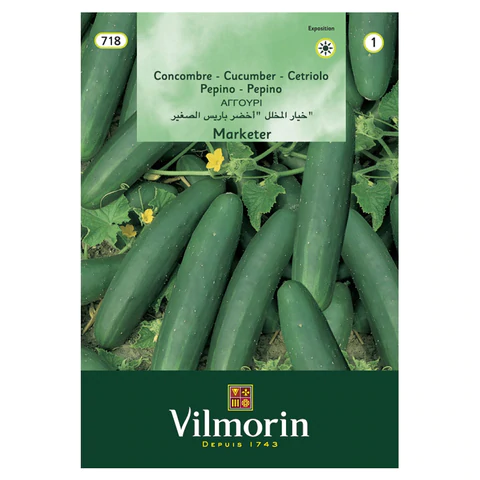 Exposition
718
1
Concombre - Cucumber - Cetriolo
Pepino - Pepino
ΑΓΓΟΥΡΙ
خيار المخلل "أخضر باريس الصغير"
Marketer
Vilmorin
DEPUIS 1743